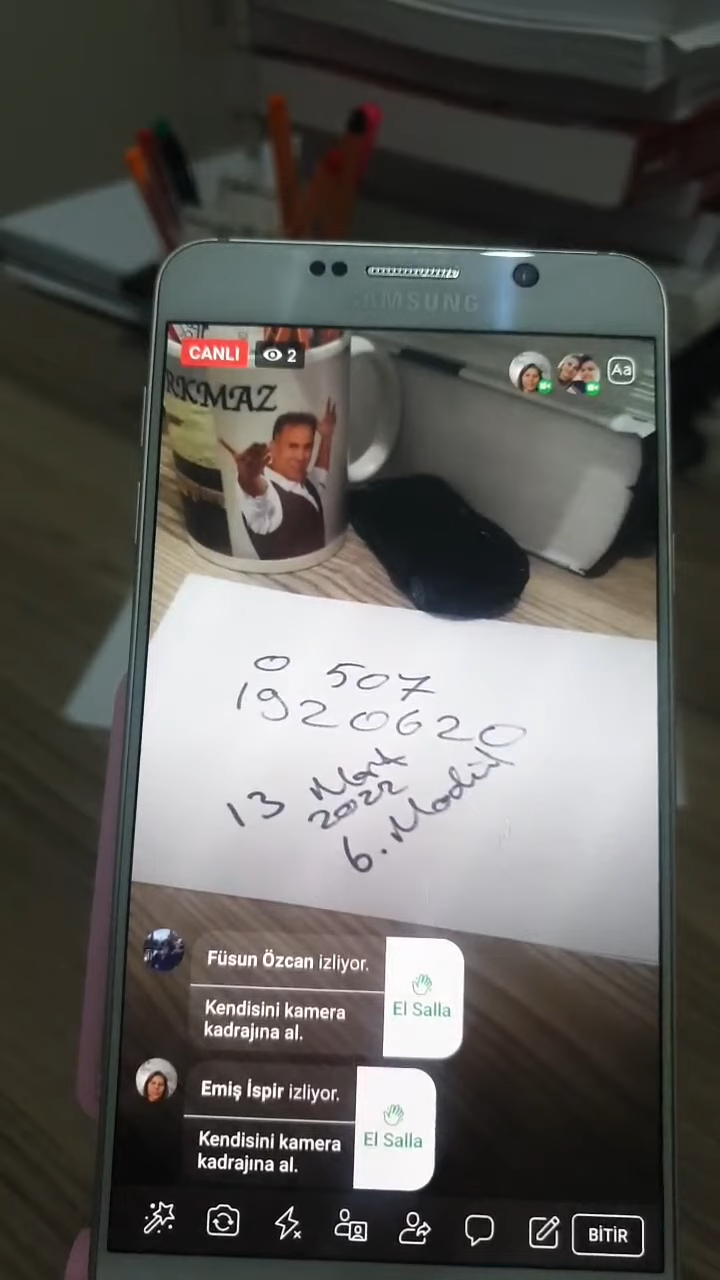 SAMSUNG
CANLI
2
Aa
RKMAZ
0 507
1920620
13 Mart
2022
6. Modül
Füsun Özcan izliyor.
Kendisini kamera
kadrajına al.
El Salla
Emiş İspir izliyor.
Kendisini kamera
kadrajına al.
El Salla
BİTİR